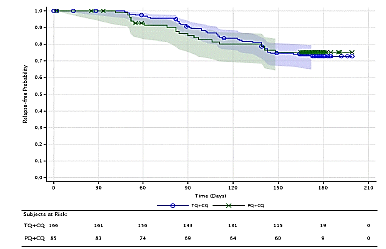 Relapse-free Probability
1.0
0.9
0.8
0.7
0.6
0.5
0.4
0.3
0.2
0.1
0.0
0 30 60 90 120 150 180 210
Time (Days)
TQ+CQ PQ+CQ
Subjects at Risk:
TQ+CQ 166 161 156 143 131 115 19 0
PQ+CQ 85 83 74 69 64 60 9 0